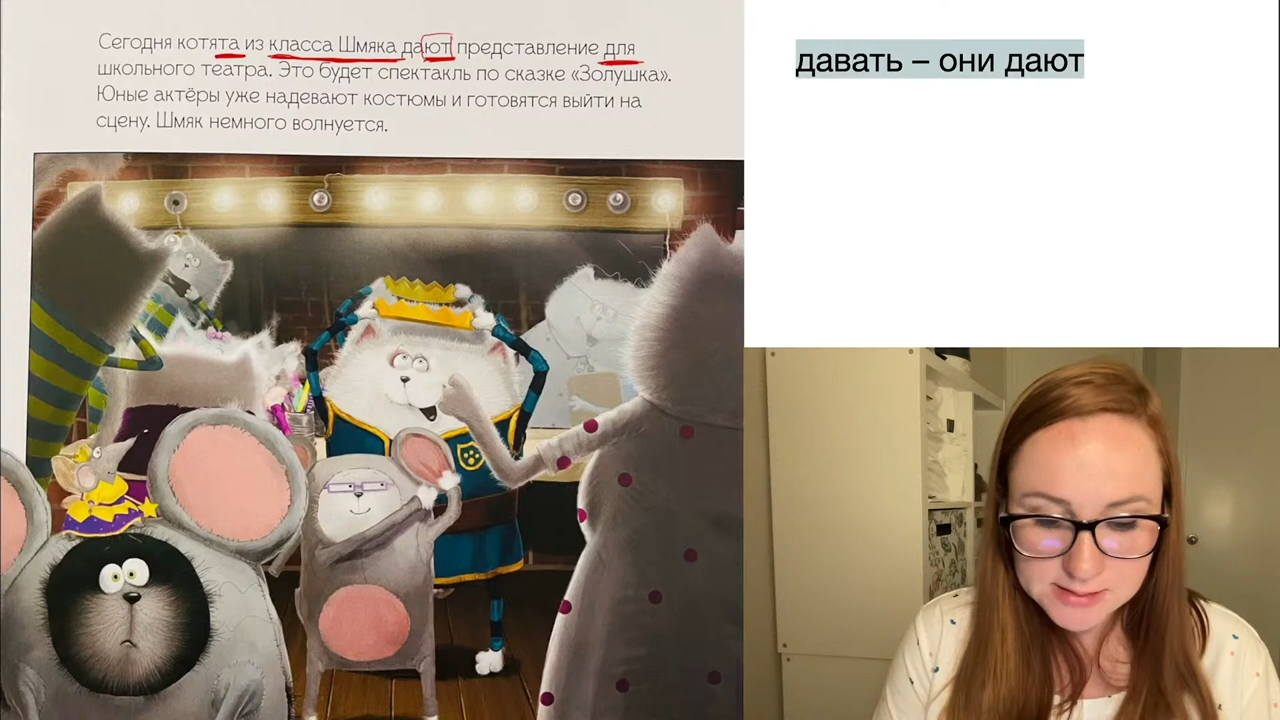 Сегодня котята из класса Шмяка дают представление для
школьного театра. Это будет спектакль по сказке «Золушка».
Юные актёры уже надевают костюмы и готовятся выйти на
сцену. Шмяк немного волнуется.
давать – они дают